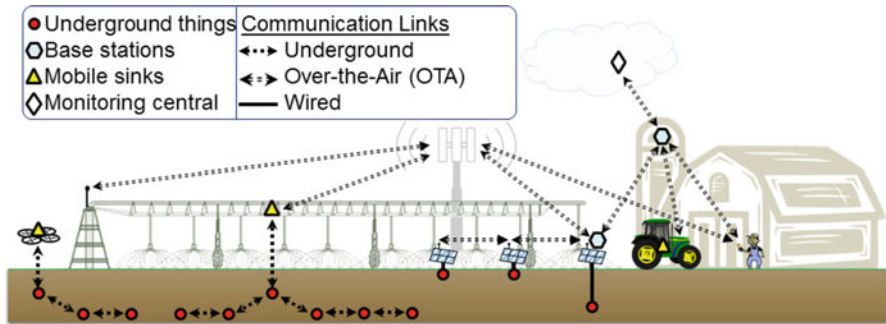 Underground things
Base stations
Mobile sinks
Monitoring central
Communication Links
Underground
Over-the-Air (OTA)
Wired